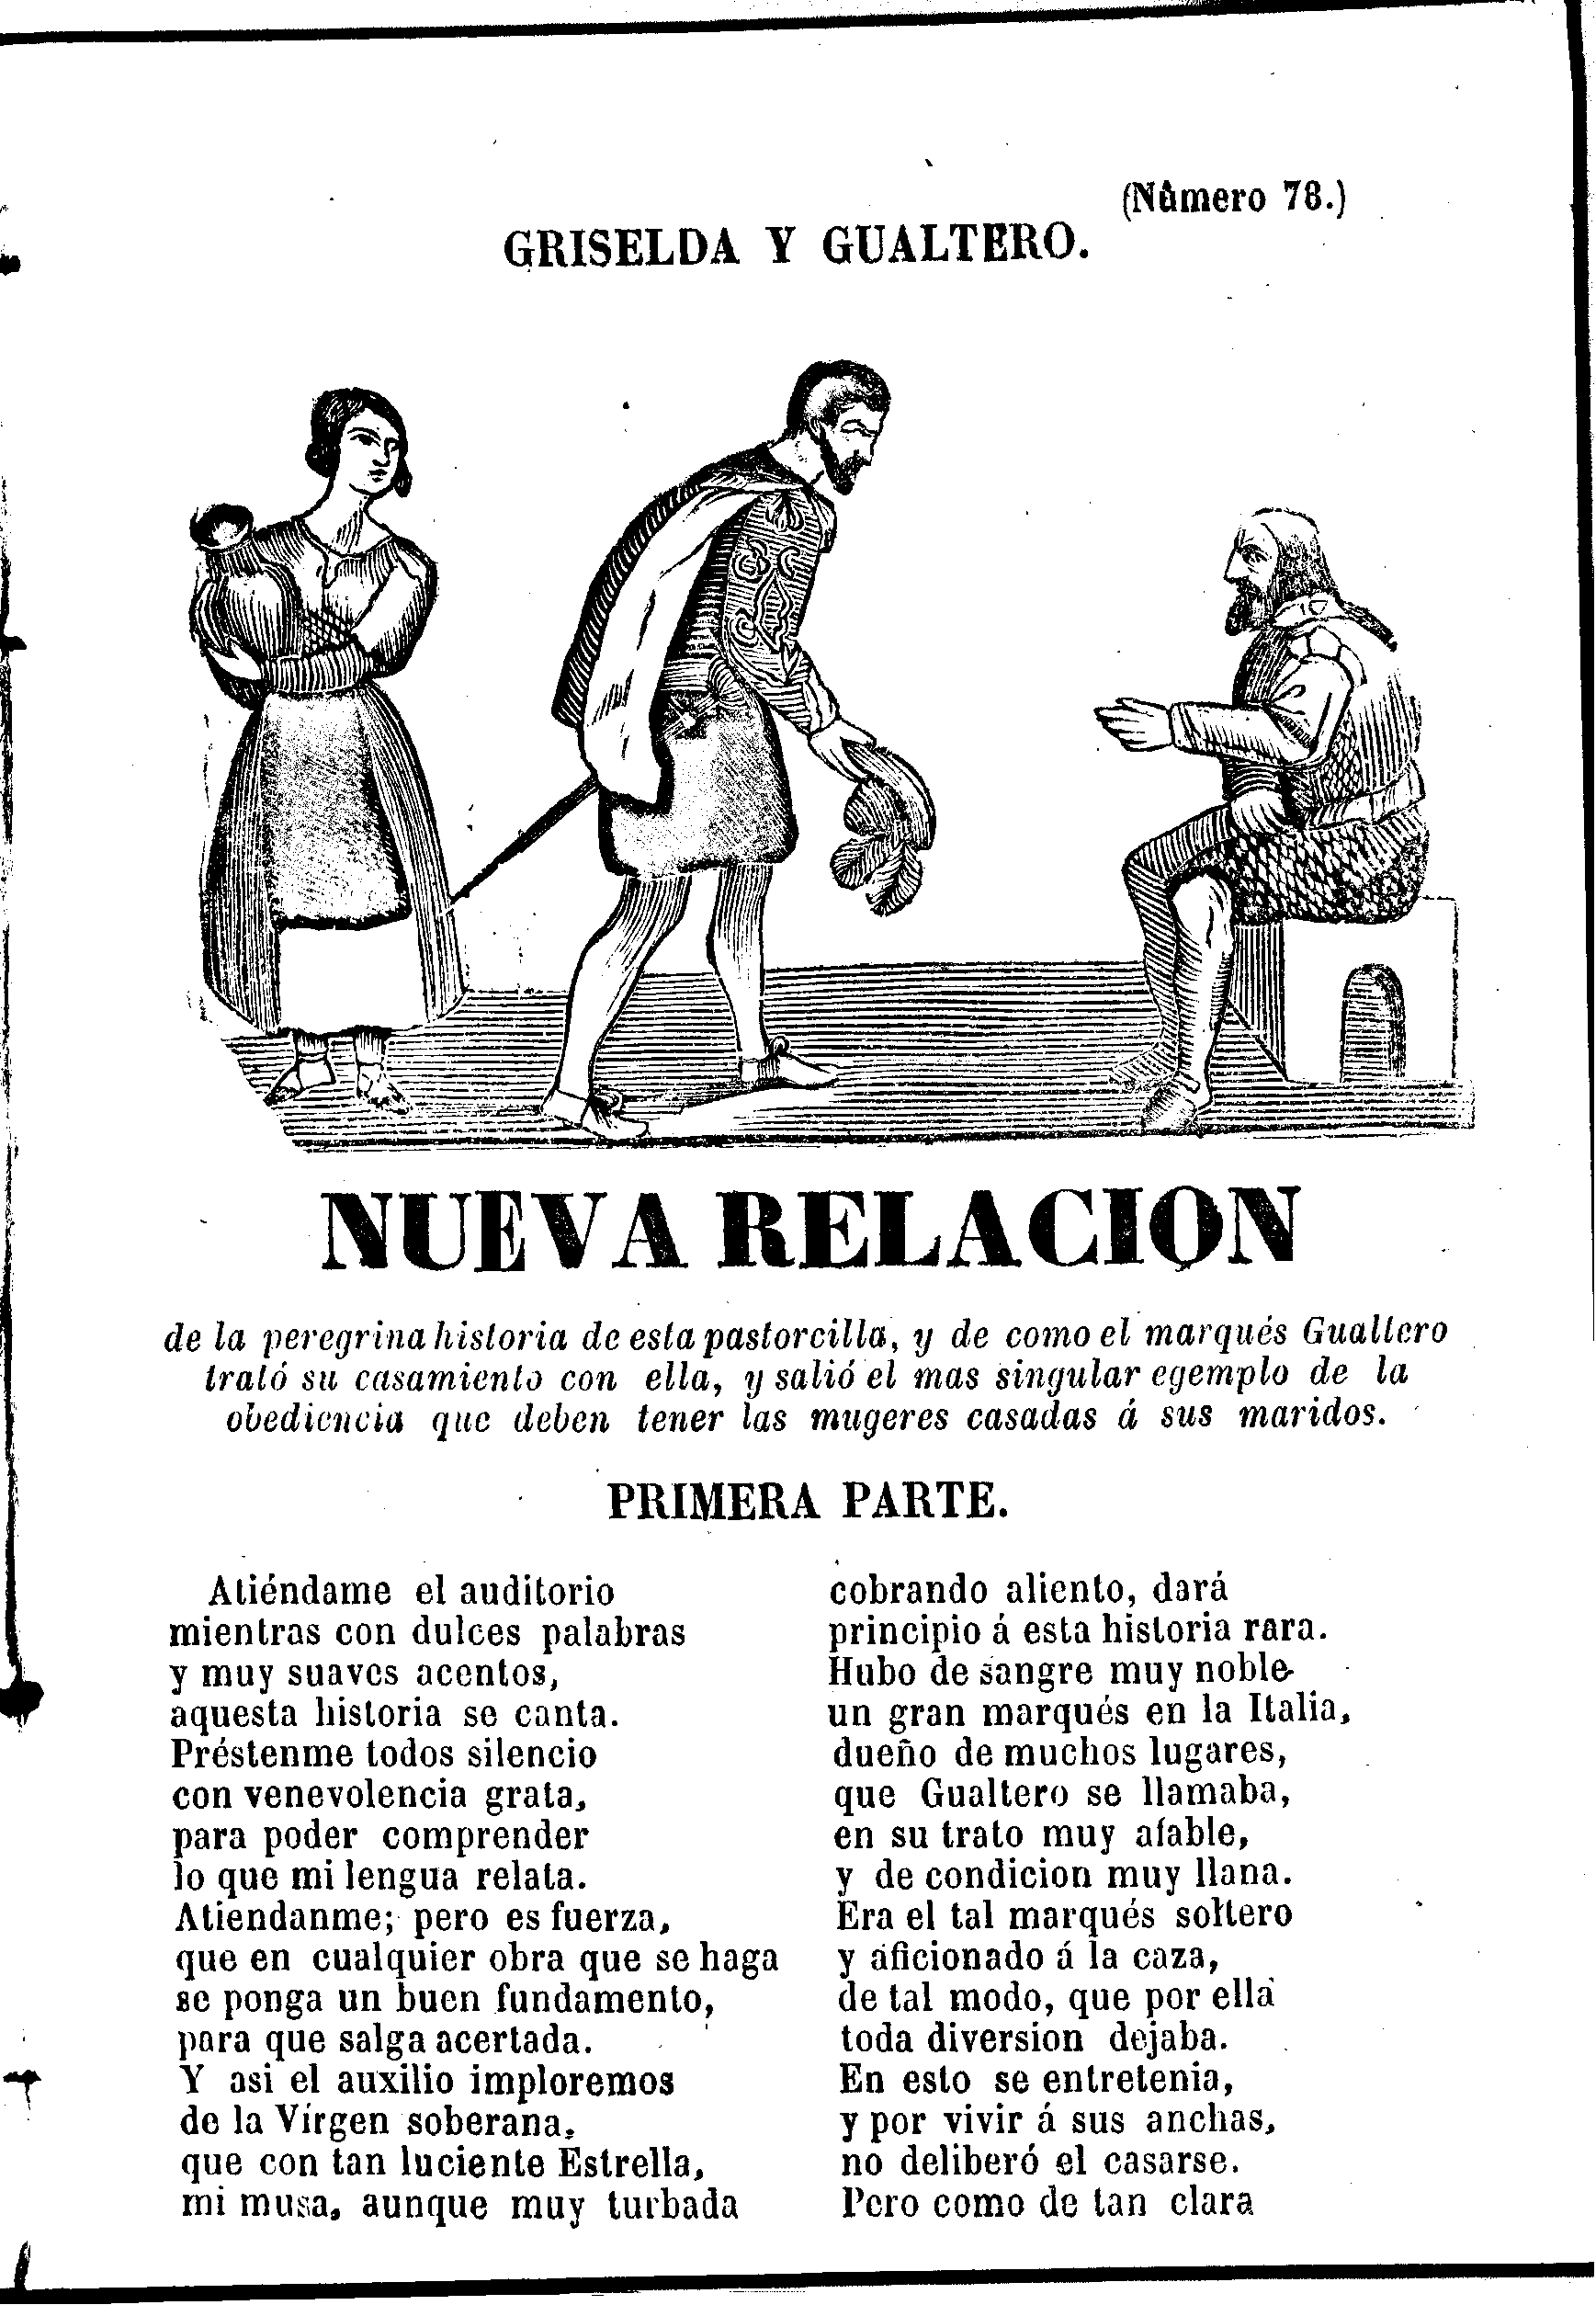 (Número 78.)
GRISELDA Y GUALTERO.
NUEVA RELACION
de la peregrina historia de esta pastorcilla, y de como el marqués Gualtero
trató su casamiento con ella, y salió el mas singular egemplo de la
obediencia que deben tener las mugeres casadas á sus maridos.
PRIMERA PARTE.
Atiéndame el auditorio
mientras con dulces palabras
y muy suaves acentos,
aquesta historia se canta.
Préstenme todos silencio
con venevolencia grata,
para poder comprender
lo que mi lengua relata.
Atiendanme; pero es fuerza,
que en cualquier obra que se haga
se ponga un buen fundamento,
para que salga acertada.
Y asi el auxilio imploremos
de la Vírgen soberana,
que con tan luciente Estrella,
mi musa, aunque muy turbada
cobrando aliento, dará
principio á esta historia rara.
Hubo de sangre muy noble
un gran marqués en la Italia,
dueño de muchos lugares,
que Gualtero se llamaba,
en su trato muy afable,
y de condicion muy llana.
Era el tal marqués soltero
y aficionado á la caza,
de tal modo, que por ella
toda diversion dejaba.
En esto se entretenia,
y por vivir á sus anchas,
no deliberó el casarse.
Pero como de tan clara